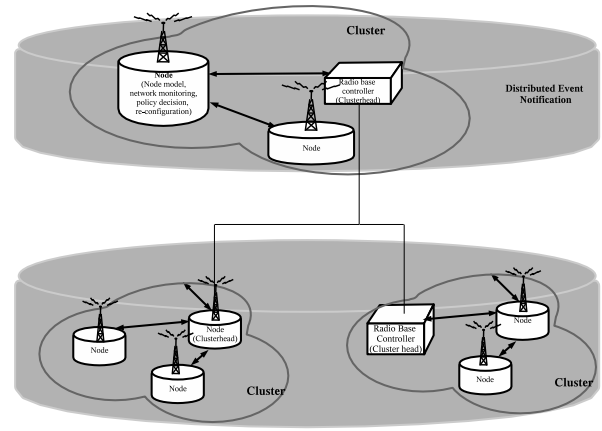 Cluster
Node
(Node model,
network monitoring,
policy decision,
re-configuration)
Radio base
controller
(Clusterhead)
Distributed Event
Notification
Node
Node
(Clusterhead)
Node
Node
Cluster
Radio Base
Controller
(Cluster head)
Node
Node
Cluster